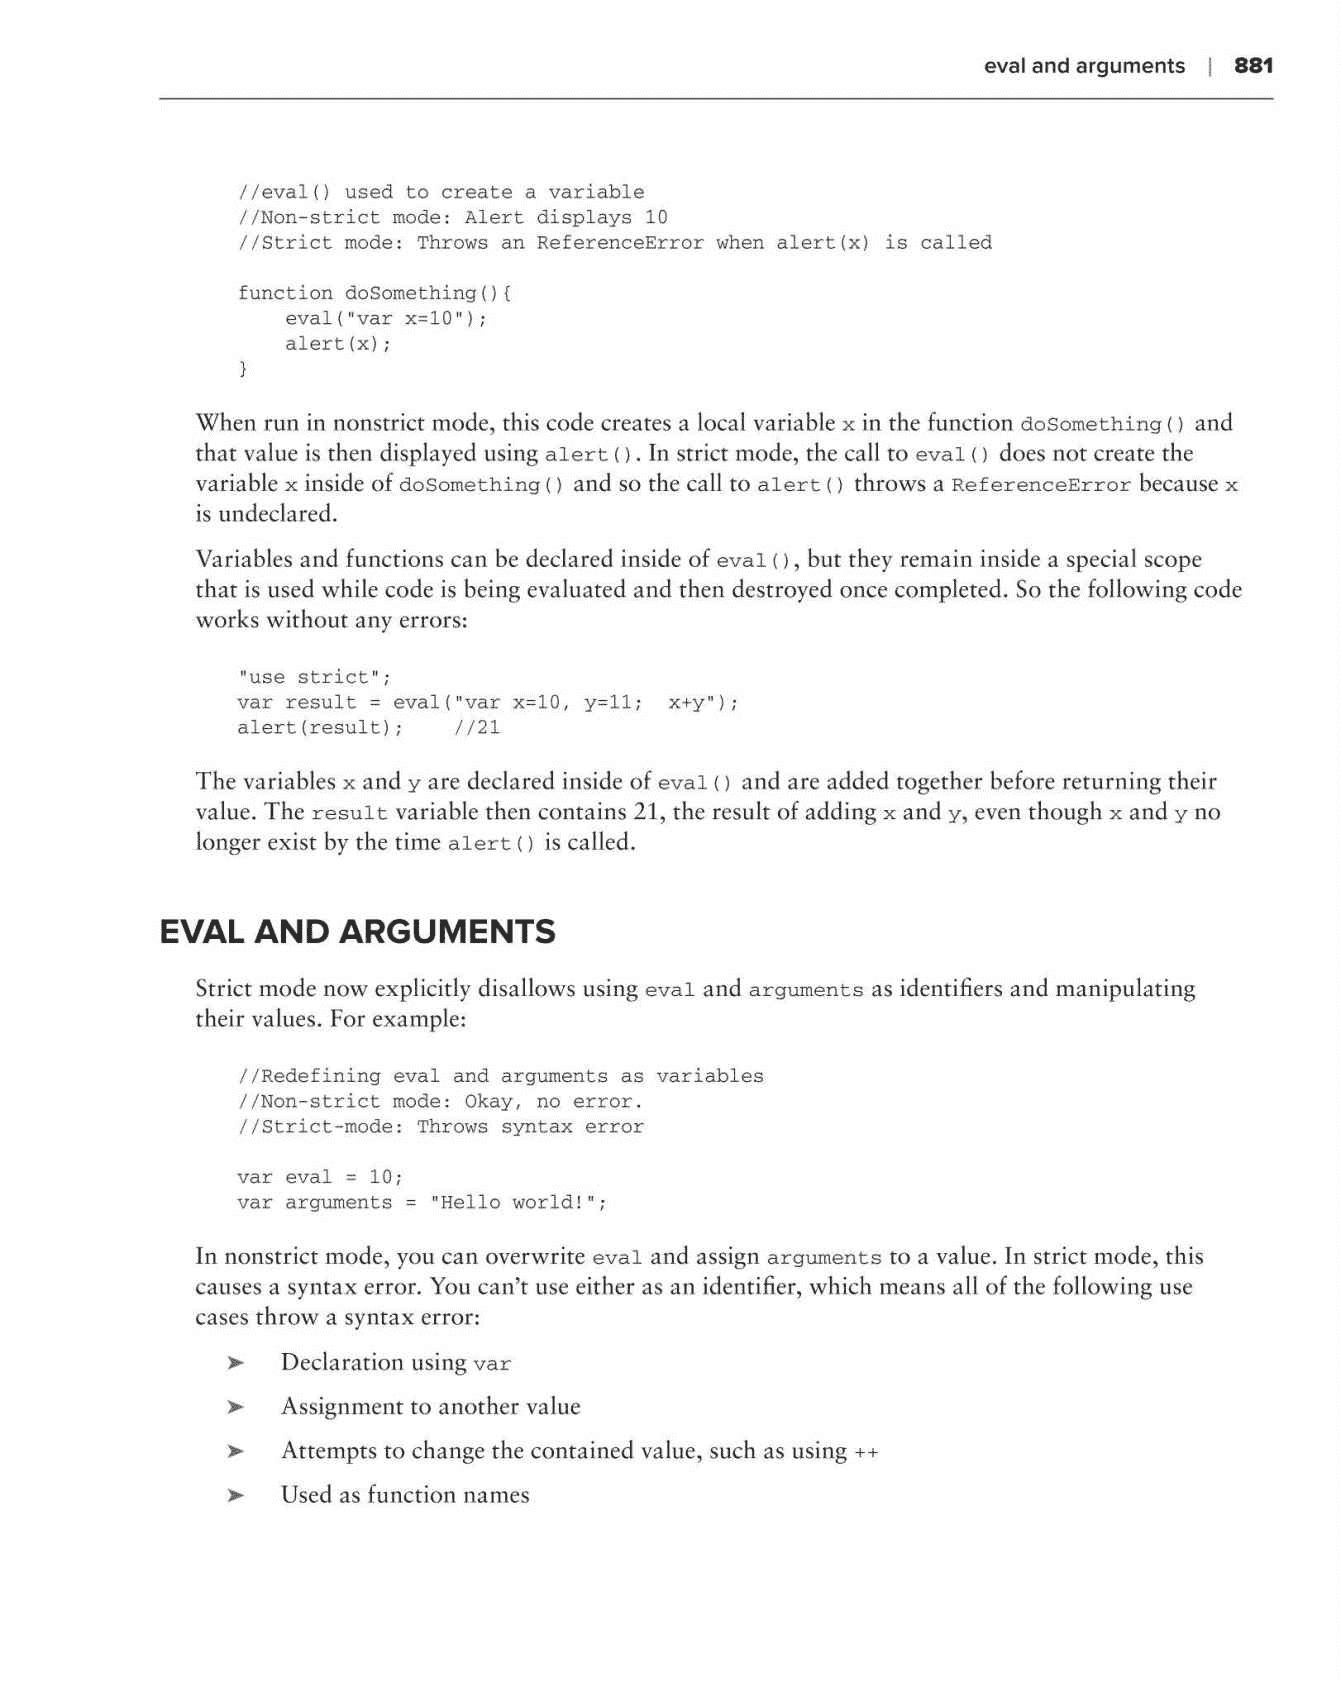 eval and arguments | 881
//eval() used to create a variable
//Non-strict mode: Alert displays 10
//Strict mode: Throws an ReferenceError when alert(x) is called
function doSomething(){
    eval("var x=10");
    alert(x);
}
When run in nonstrict mode, this code creates a local variable x in the function doSomething() and
that value is then displayed using alert(). In strict mode, the call to eval() does not create the
variable x inside of doSomething() and so the call to alert() throws a ReferenceError because x
is undeclared.
Variables and functions can be declared inside of eval(), but they remain inside a special scope
that is used while code is being evaluated and then destroyed once completed. So the following code
works without any errors:
"use strict";
var result = eval("var x=10, y=11;  x+y");
alert(result);    //21
The variables x and y are declared inside of eval() and are added together before returning their
value. The result variable then contains 21, the result of adding x and y, even though x and y no
longer exist by the time alert() is called.
EVAL AND ARGUMENTS
Strict mode now explicitly disallows using eval and arguments as identifiers and manipulating
their values. For example:
//Redefining eval and arguments as variables
//Non-strict mode: Okay, no error.
//Strict-mode: Throws syntax error
var eval = 10;
var arguments = "Hello world!";
In nonstrict mode, you can overwrite eval and assign arguments to a value. In strict mode, this
causes a syntax error. You can't use either as an identifier, which means all of the following use
cases throw a syntax error:
➤ Declaration using var
➤ Assignment to another value
➤ Attempts to change the contained value, such as using ++
➤ Used as function names